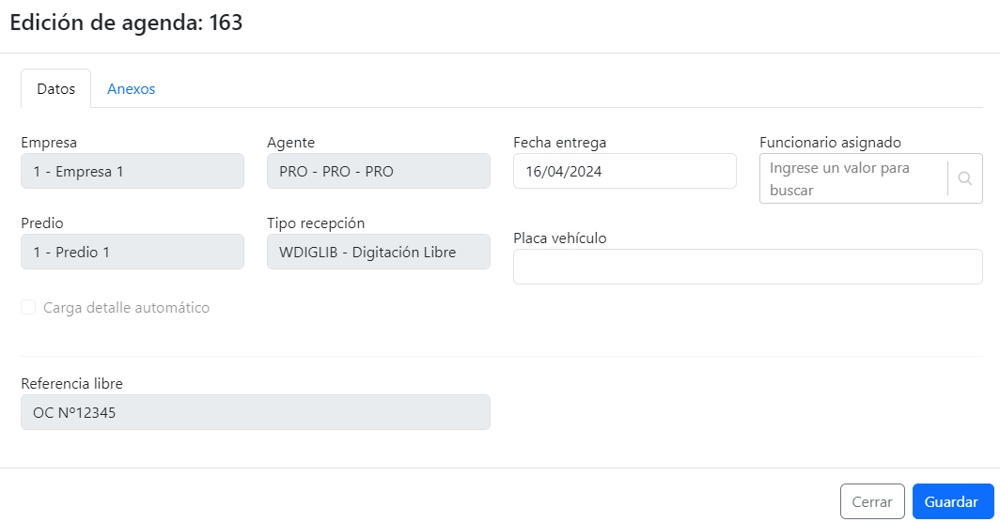 Edición de agenda: 163
Datos
Anexos
Empresa
Agente
Fecha entrega
Funcionario asignado
1 - Empresa 1
PRO - PRO - PRO
16/04/2024
Ingrese un valor para
buscar
Predio
Tipo recepción
Placa vehículo
1 - Predio 1
WDIGLIB - Digitación Libre
Carga detalle automático
Referencia libre
OC Nº12345
Cerrar
Guardar